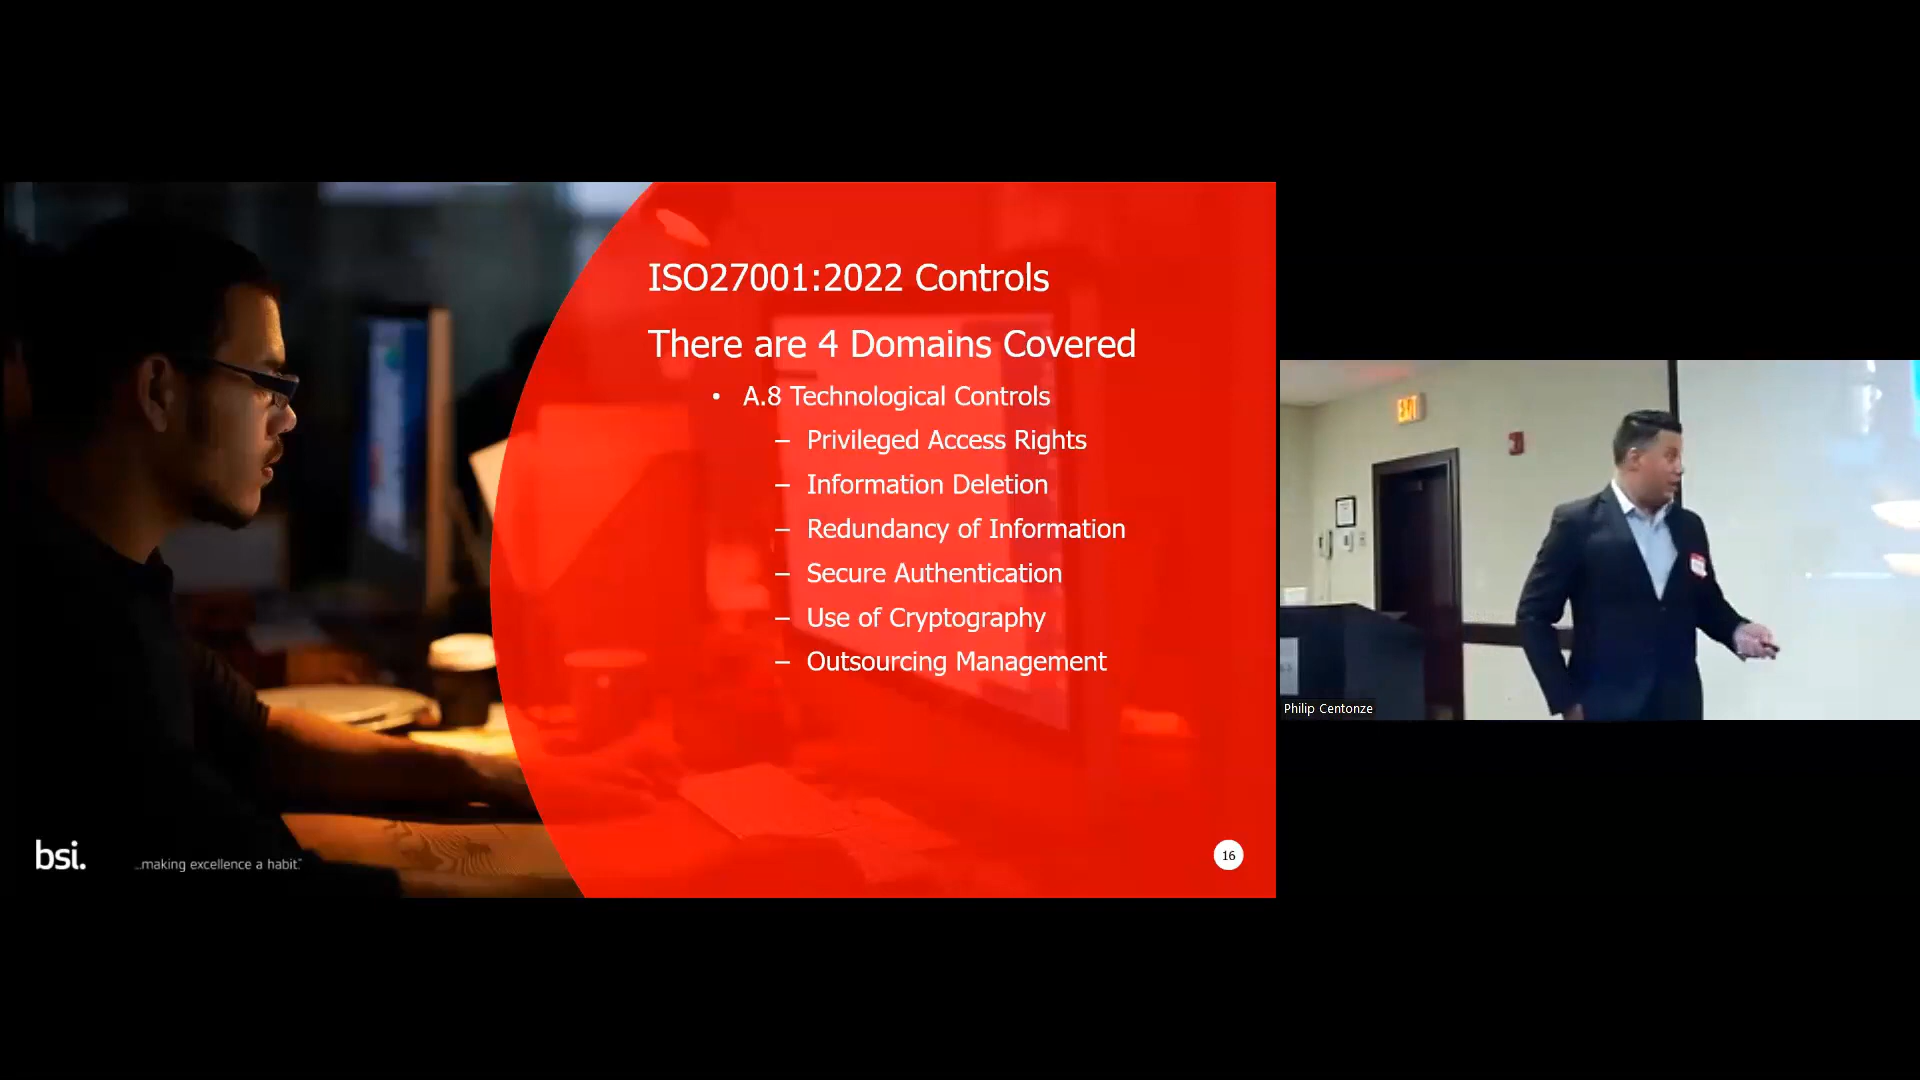 ISO27001:2022 Controls
There are 4 Domains Covered
• A.8 Technological Controls
– Privileged Access Rights
– Information Deletion
– Redundancy of Information
– Secure Authentication
– Use of Cryptography
– Outsourcing Management
bsi.
...making excellence a habit.™
16
EXIT
Philip Centonze